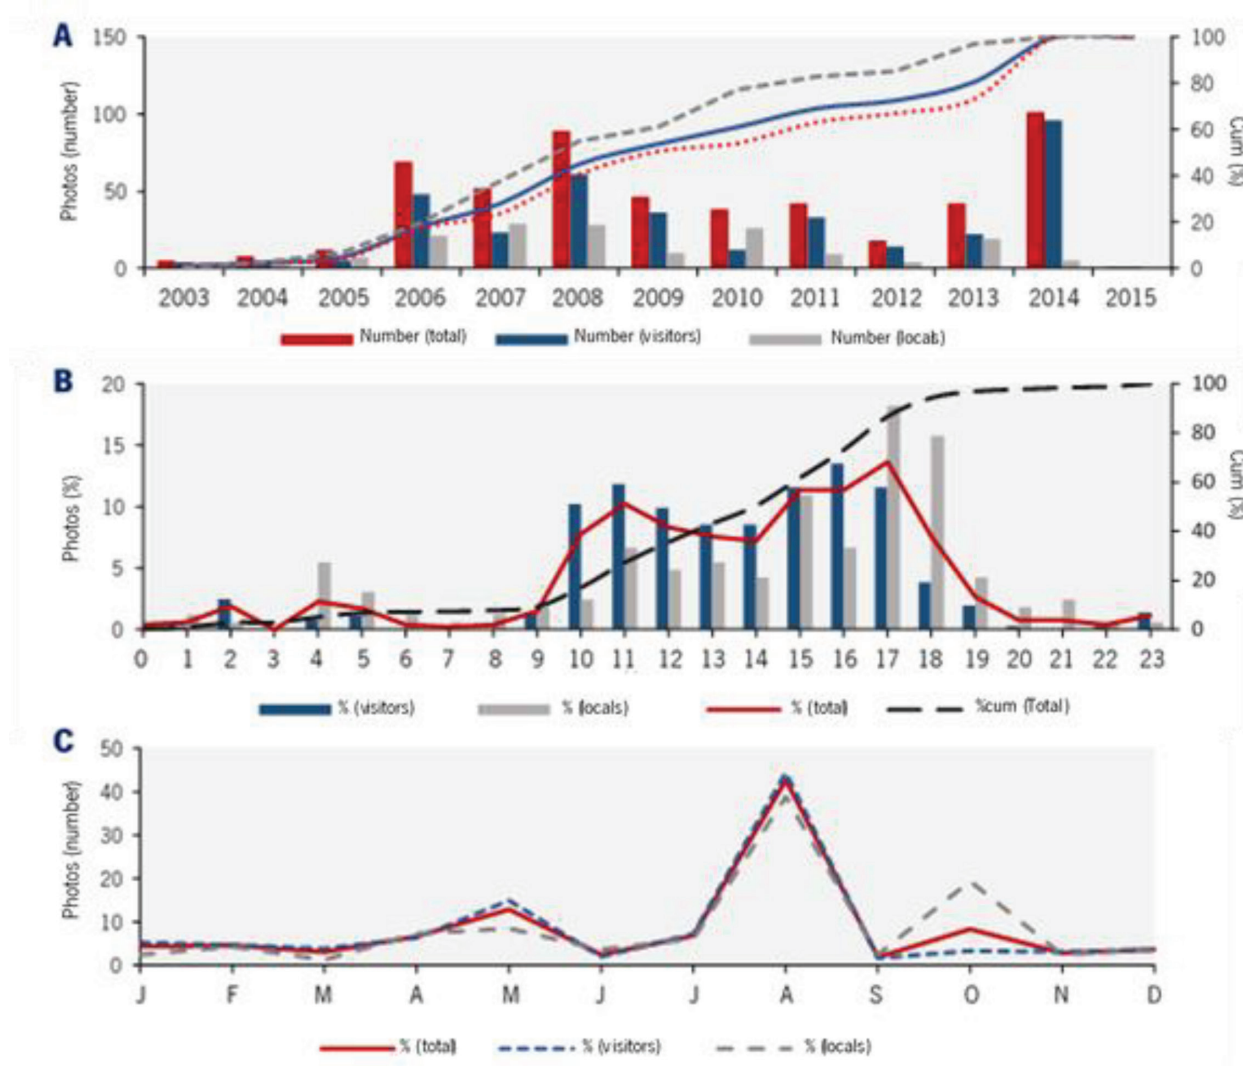 A
150
100
50
0
Photos (number)
100
80
60
40
20
0
Cum (%)
2003 2004 2005 2006 2007 2008 2009 2010 2011 2012 2013 2014 2015
Number (total) Number (visitors) Number (locals)
B
20
15
10
5
0
Photos (%)
100
80
60
40
20
0
Cum (%)
0 1 2 3 4 5 6 7 8 9 10 11 12 13 14 15 16 17 18 19 20 21 22 23
% (visitors) % (locals) % (total) %cum (Total)
C
50
40
30
20
10
0
Photos (number)
J F M A M J J A S O N D
% (total) % (visitors) % (locals)